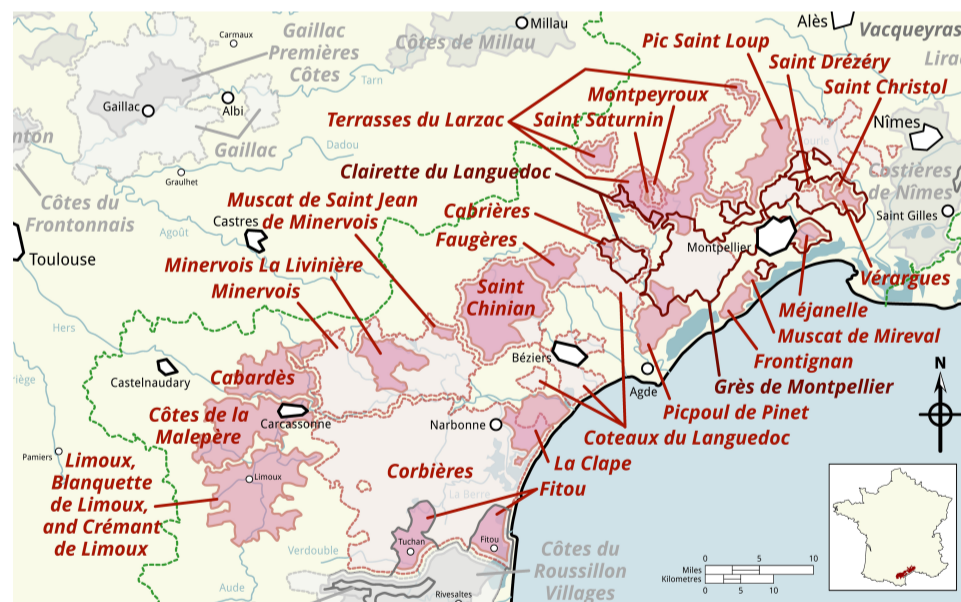 Millau
Alès
Vacqueyras
Carmaux
Gaillac
Premières
Côtes
Côtes de Millau
Pic Saint Loup
Lirac
Saint Drézéry
Tarn
Saint Christol
Montpeyroux
Gaillac
Albi
Terrasses du Larzac
Saint Saturnin
Nîmes
Gaillac
Dadou
Clairette du Languedoc
Costières
de Nîmes
Graulhet
Côtes du
Frontonnais
Muscat de Saint Jean
de Minervois
Cabrières
Saint Gilles
Castres
Agoût
Faugères
Montpellier
Toulouse
Minervois La Livinière
Vérargues
Minervois
Saint
Chinian
Méjanelle
Hers
Muscat de Mireval
Béziers
Frontignan
Castelnaudary
Cabardès
Agde
Grès de Montpellier
N
Côtes de la
Malepère
Carcassonne
Narbonne
Picpoul de Pinet
Coteaux du Languedoc
Pamiers
Limoux,
Blanquette
de Limoux,
and Crémant
de Limoux
Limoux
Corbières
La Clape
La Berre
Fitou
Tuchan
Fitou
Verdouble
Côtes du
Roussillon
Villages
Aude
Rivesaltes
0 5 10
Miles
Kilometres
0 5 10